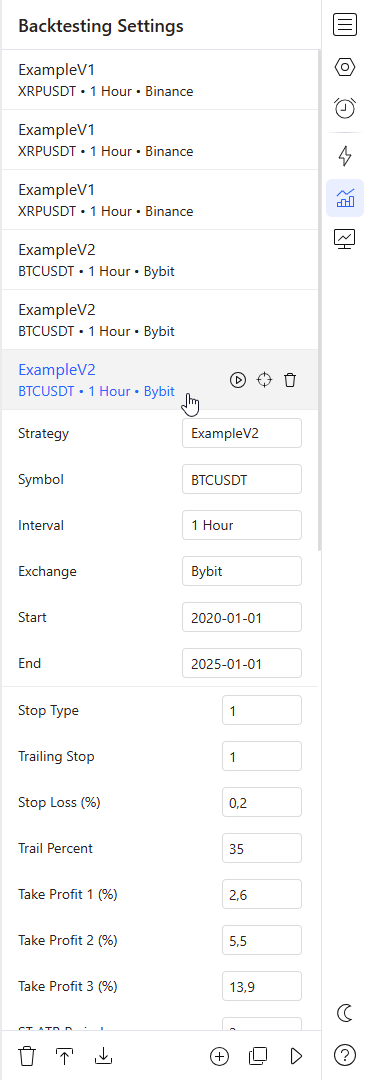 Backtesting Settings
ExampleV1
XRPUSDT • 1 Hour • Binance
ExampleV1
XRPUSDT • 1 Hour • Binance
ExampleV1
XRPUSDT • 1 Hour • Binance
ExampleV2
BTCUSDT • 1 Hour • Bybit
ExampleV2
BTCUSDT • 1 Hour • Bybit
ExampleV2
BTCUSDT • 1 Hour • Bybit
Strategy ExampleV2
Symbol BTCUSDT
Interval 1 Hour
Exchange Bybit
Start 2020-01-01
End 2025-01-01
Stop Type 1
Trailing Stop 1
Stop Loss (%) 0,2
Trail Percent 35
Take Profit 1 (%) 2,6
Take Profit 2 (%) 5,5
Take Profit 3 (%) 13,9
ST ATR Period